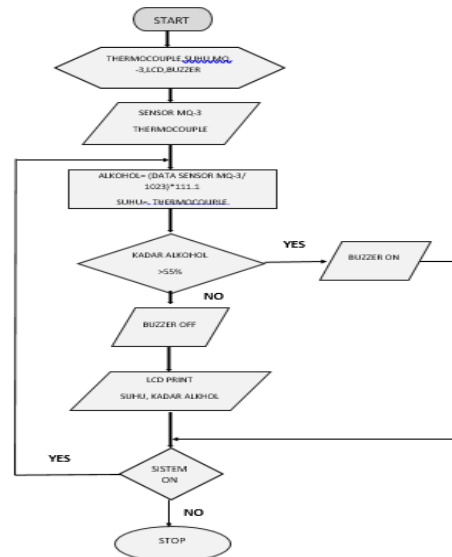 START
THERMOCOUPLE,SUHU,MQ
-3,LCD,BUZZER
SENSOR MQ-3
THERMOCOUPLE
ALKOHOL= (DATA SENSOR MQ-3/
1023)*111.1
SUHU= THERMOCOUPLE
KADAR ALKOHOL
>55%
YES
BUZZER ON
NO
BUZZER OFF
LCD PRINT
SUHU, KADAR ALKHOL
YES
SISTEM
ON
NO
STOP